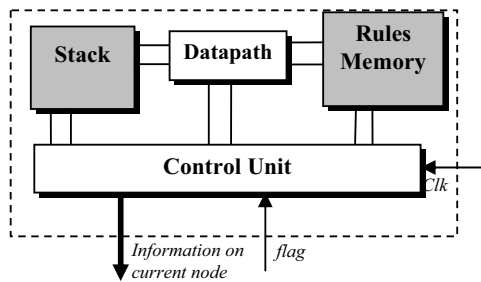 Stack
Datapath
Rules
Memory
Control Unit
Clk
Information on
current node
flag